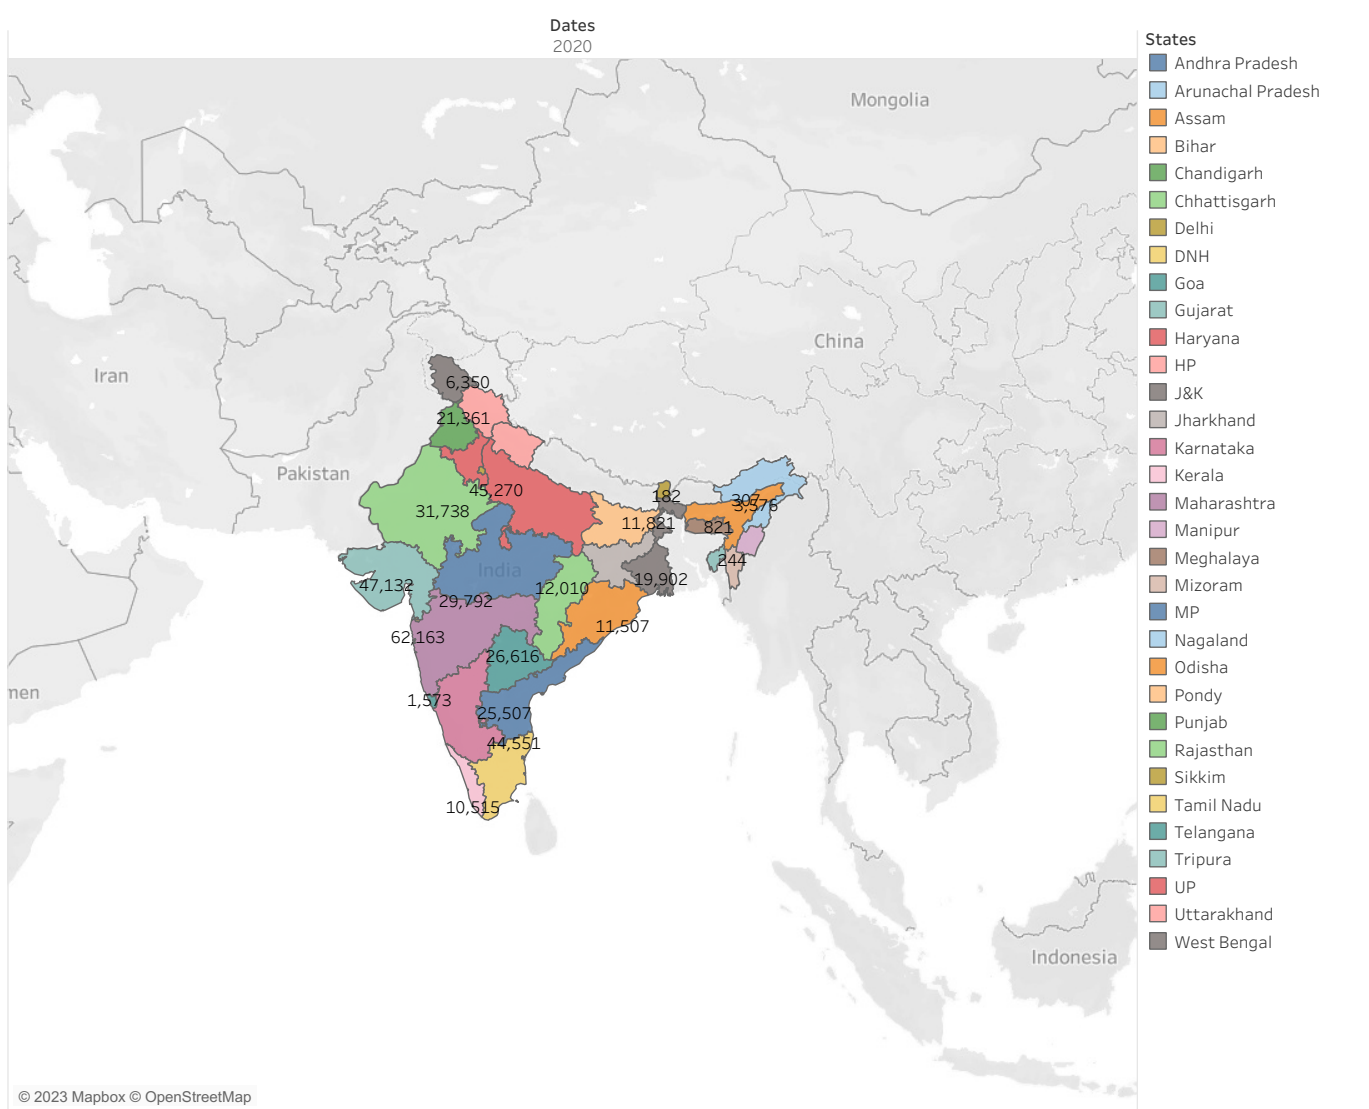 Dates
2020
States
Andhra Pradesh
Arunachal Pradesh
Assam
Bihar
Chandigarh
Chhattisgarh
Delhi
DNH
Goa
Gujarat
Haryana
HP
J&K
Jharkhand
Karnataka
Kerala
Maharashtra
Manipur
Meghalaya
Mizoram
MP
Nagaland
Odisha
Pondy
Punjab
Rajasthan
Sikkim
Tamil Nadu
Telangana
Tripura
UP
Uttarakhand
West Bengal
Mongolia
China
Iran
6,350
21,361
Pakistan
45,270
182
307
3,576
31,738
11,821
821
244
India
47,132
12,010
19,902
29,792
11,507
62,163
26,616
men
1,573
25,507
44,551
10,515
Indonesia
© 2023 Mapbox © OpenStreetMap